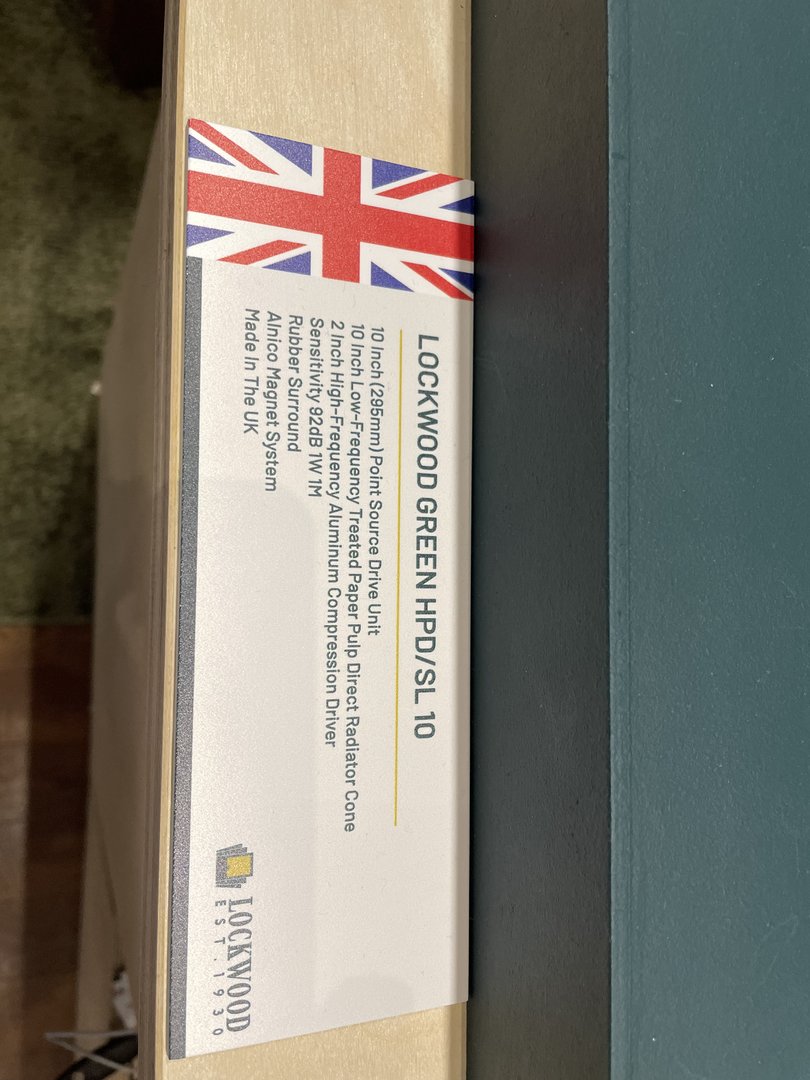 LOCKWOOD GREEN HPD/SL 10
10 Inch (295mm) Point Source Drive Unit
10 Inch Low-Frequency Treated Paper Pulp Direct Radiator Cone
2 Inch High-Frequency Aluminum Compression Driver
Sensitivity 92dB 1W 1M
Rubber Surround
Alnico Magnet System
Made In The UK
LOCKWOOD
EST.1930